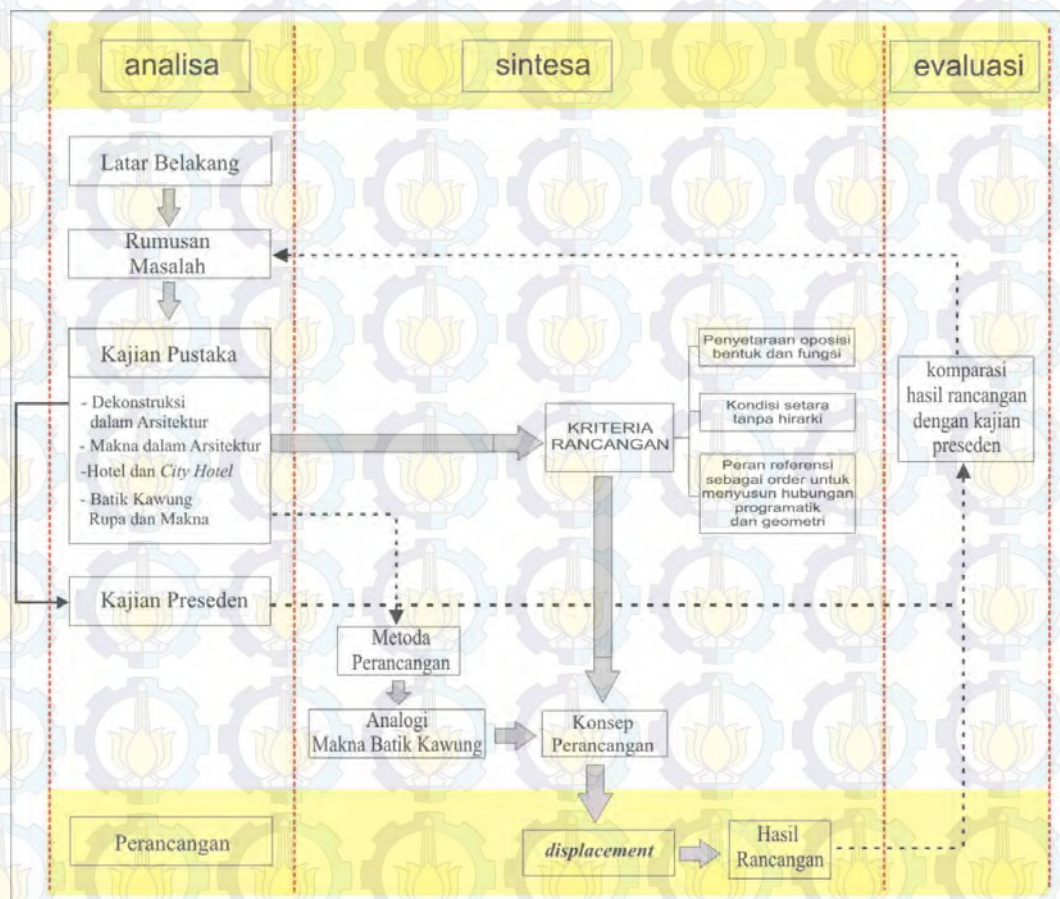 analisa
sintesa
evaluasi
Latar Belakang
Rumusan
Masalah
Kajian Pustaka
- Dekonstruksi
dalam Arsitektur
- Makna dalam Arsitektur
-Hotel dan City Hotel
- Batik Kawung
Rupa dan Makna
Kajian Preseden
KRITERIA
RANCANGAN
Penyetaraan oposisi
bentuk dan fungsi
Kondisi setara
tanpa hirarki
Peran referensi
sebagai order untuk
menyusun hubungan
programatik
dan geometri
komparasi
hasil rancangan
dengan kajian
preseden
Metoda
Perancangan
Analogi
Makna Batik Kawung
Konsep
Perancangan
Perancangan
displacement
Hasil
Rancangan